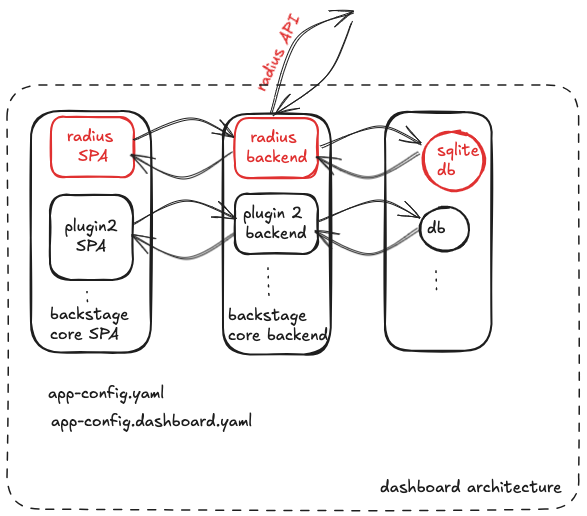 radius API
radius
SPA
radius
backend
sqlite
db
plugin2
SPA
plugin 2
backend
db
backstage
core SPA
backstage
core backend
app-config.yaml
app-config.dashboard.yaml
dashboard architecture